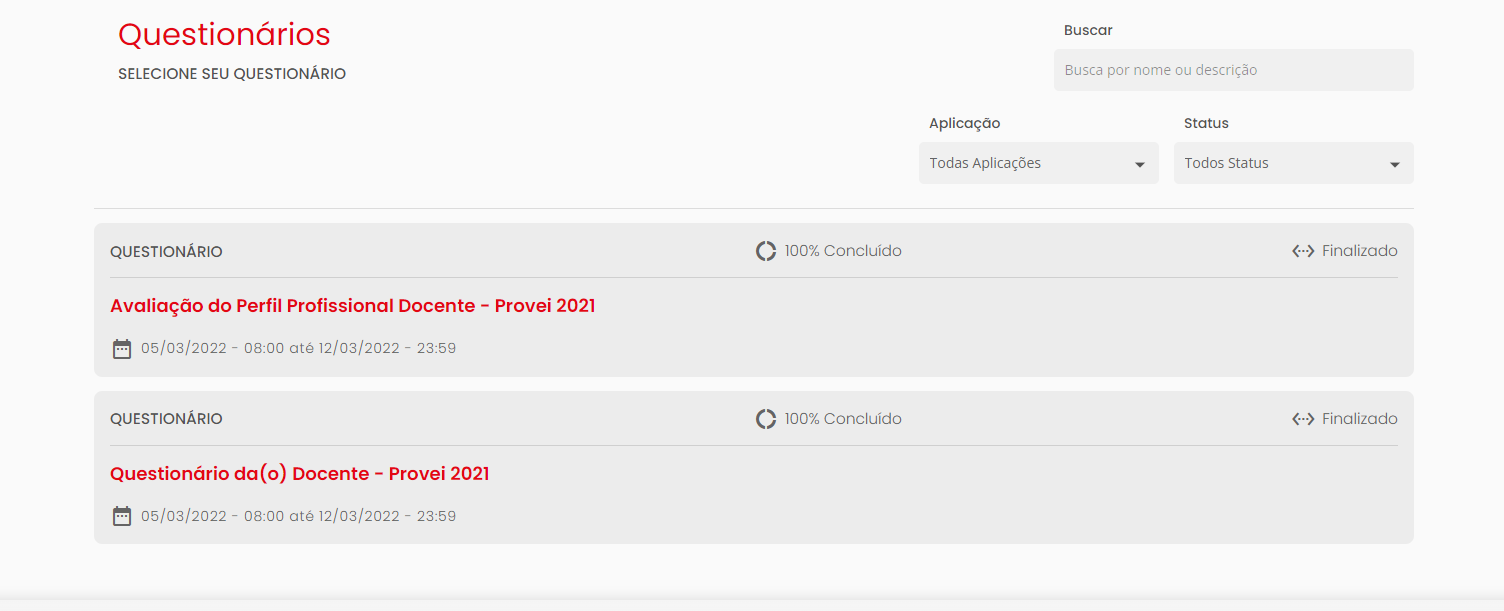 Questionários
SELECIONE SEU QUESTIONÁRIO
Buscar
Busca por nome ou descrição
Aplicação
Todas Aplicações
Status
Todos Status
QUESTIONÁRIO
100% Concluído
Finalizado
Avaliação do Perfil Profissional Docente - Provei 2021
05/03/2022 - 08:00 até 12/03/2022 - 23:59
QUESTIONÁRIO
100% Concluído
Finalizado
Questionário da(o) Docente - Provei 2021
05/03/2022 - 08:00 até 12/03/2022 - 23:59